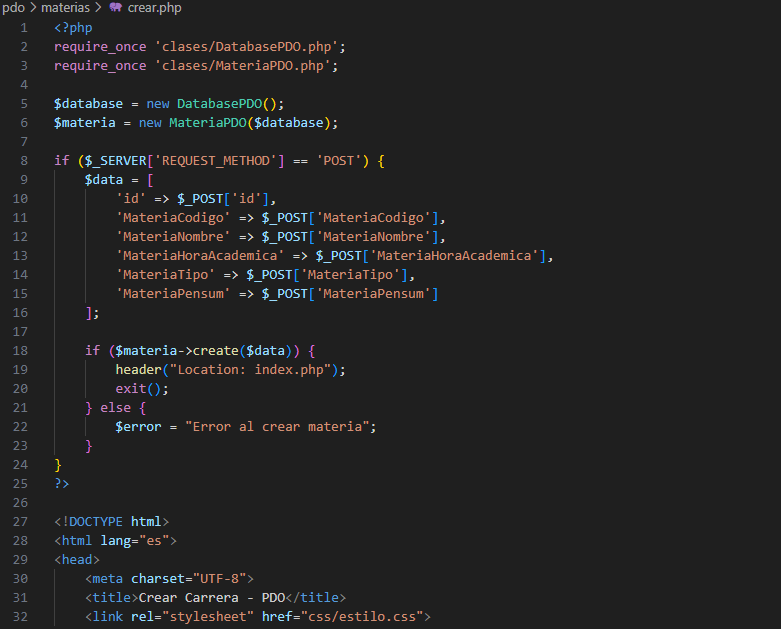 pdo > materias > crear.php
1 <?php
2 require_once 'clases/DatabasePDO.php';
3 require_once 'clases/MateriaPDO.php';
4
5 $database = new DatabasePDO();
6 $materia = new MateriaPDO($database);
7
8 if ($_SERVER['REQUEST_METHOD'] == 'POST') {
9     $data = [
10         'id' => $_POST['id'],
11         'MateriaCodigo' => $_POST['MateriaCodigo'],
12         'MateriaNombre' => $_POST['MateriaNombre'],
13         'MateriaHoraAcademica' => $_POST['MateriaHoraAcademica'],
14         'MateriaTipo' => $_POST['MateriaTipo'],
15         'MateriaPensum' => $_POST['MateriaPensum']
16     ];
17
18     if ($materia->create($data)) {
19         header("Location: index.php");
20         exit();
21     } else {
22         $error = "Error al crear materia";
23     }
24 }
25 ?>
26
27 <!DOCTYPE html>
28 <html lang="es">
29 <head>
30     <meta charset="UTF-8">
31     <title>Crear Carrera - PDO</title>
32     <link rel="stylesheet" href="css/estilo.css">